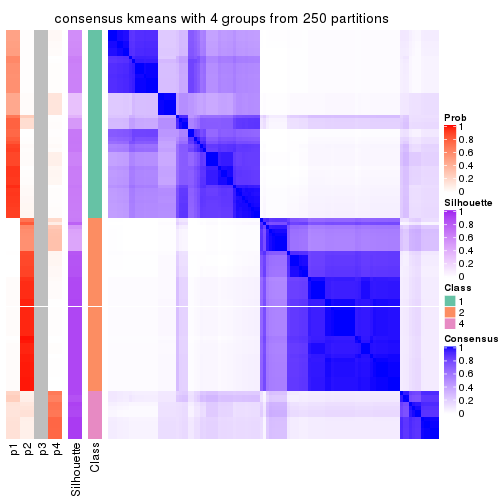 consensus kmeans with 4 groups from 250 partitions
Prob
1
0.8
0.6
0.4
0.2
0
Silhouette
1
0.8
0.6
0.4
0.2
0
Class
1
2
4
Consensus
1
0.8
0.6
0.4
0.2
0
p1
p2
p3
p4
Silhouette
Class